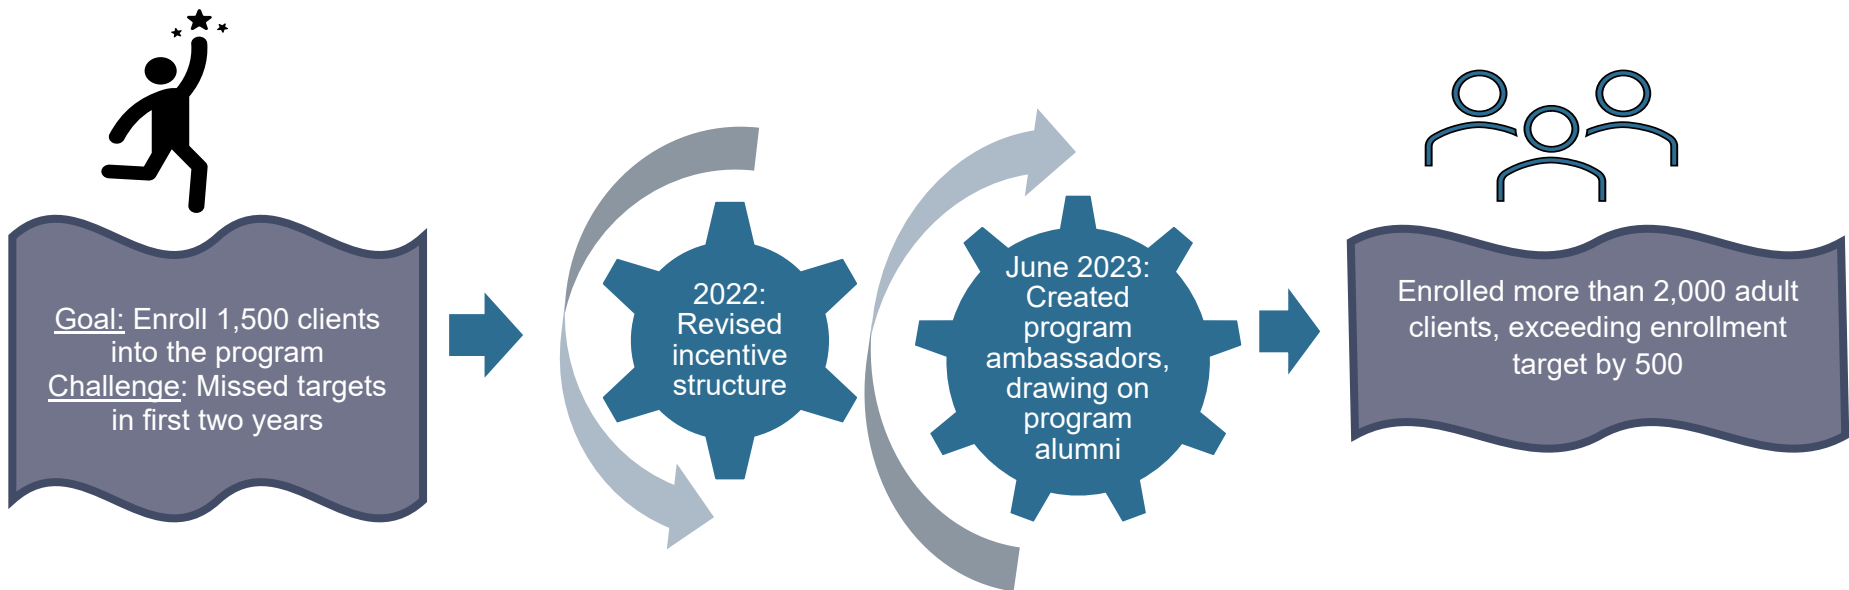 Goal: Enroll 1,500 clients
into the program
Challenge: Missed targets
in first two years
2022:
Revised
incentive
structure
June 2023:
Created
program
ambassadors,
drawing on
program
alumni
Enrolled more than 2,000 adult
clients, exceeding enrollment
target by 500